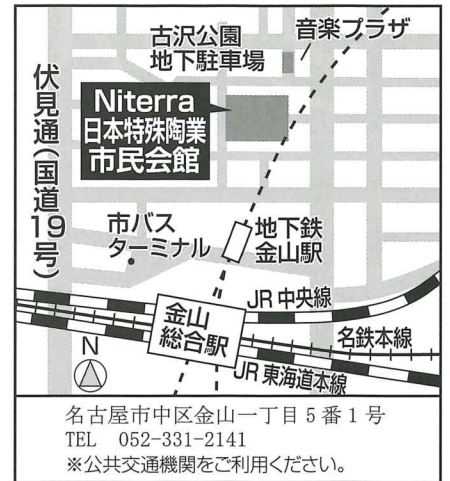 古沢公園
地下駐車場
音楽プラザ
Niterra
日本特殊陶業
市民会館
伏見通(国道19号)
市バス
ターミナル
地下鉄
金山駅
JR中央線
金山
総合駅
名鉄本線
JR東海道本線
N
名古屋市中区金山一丁目5番1号
TEL 052-331-2141
※公共交通機関をご利用ください。